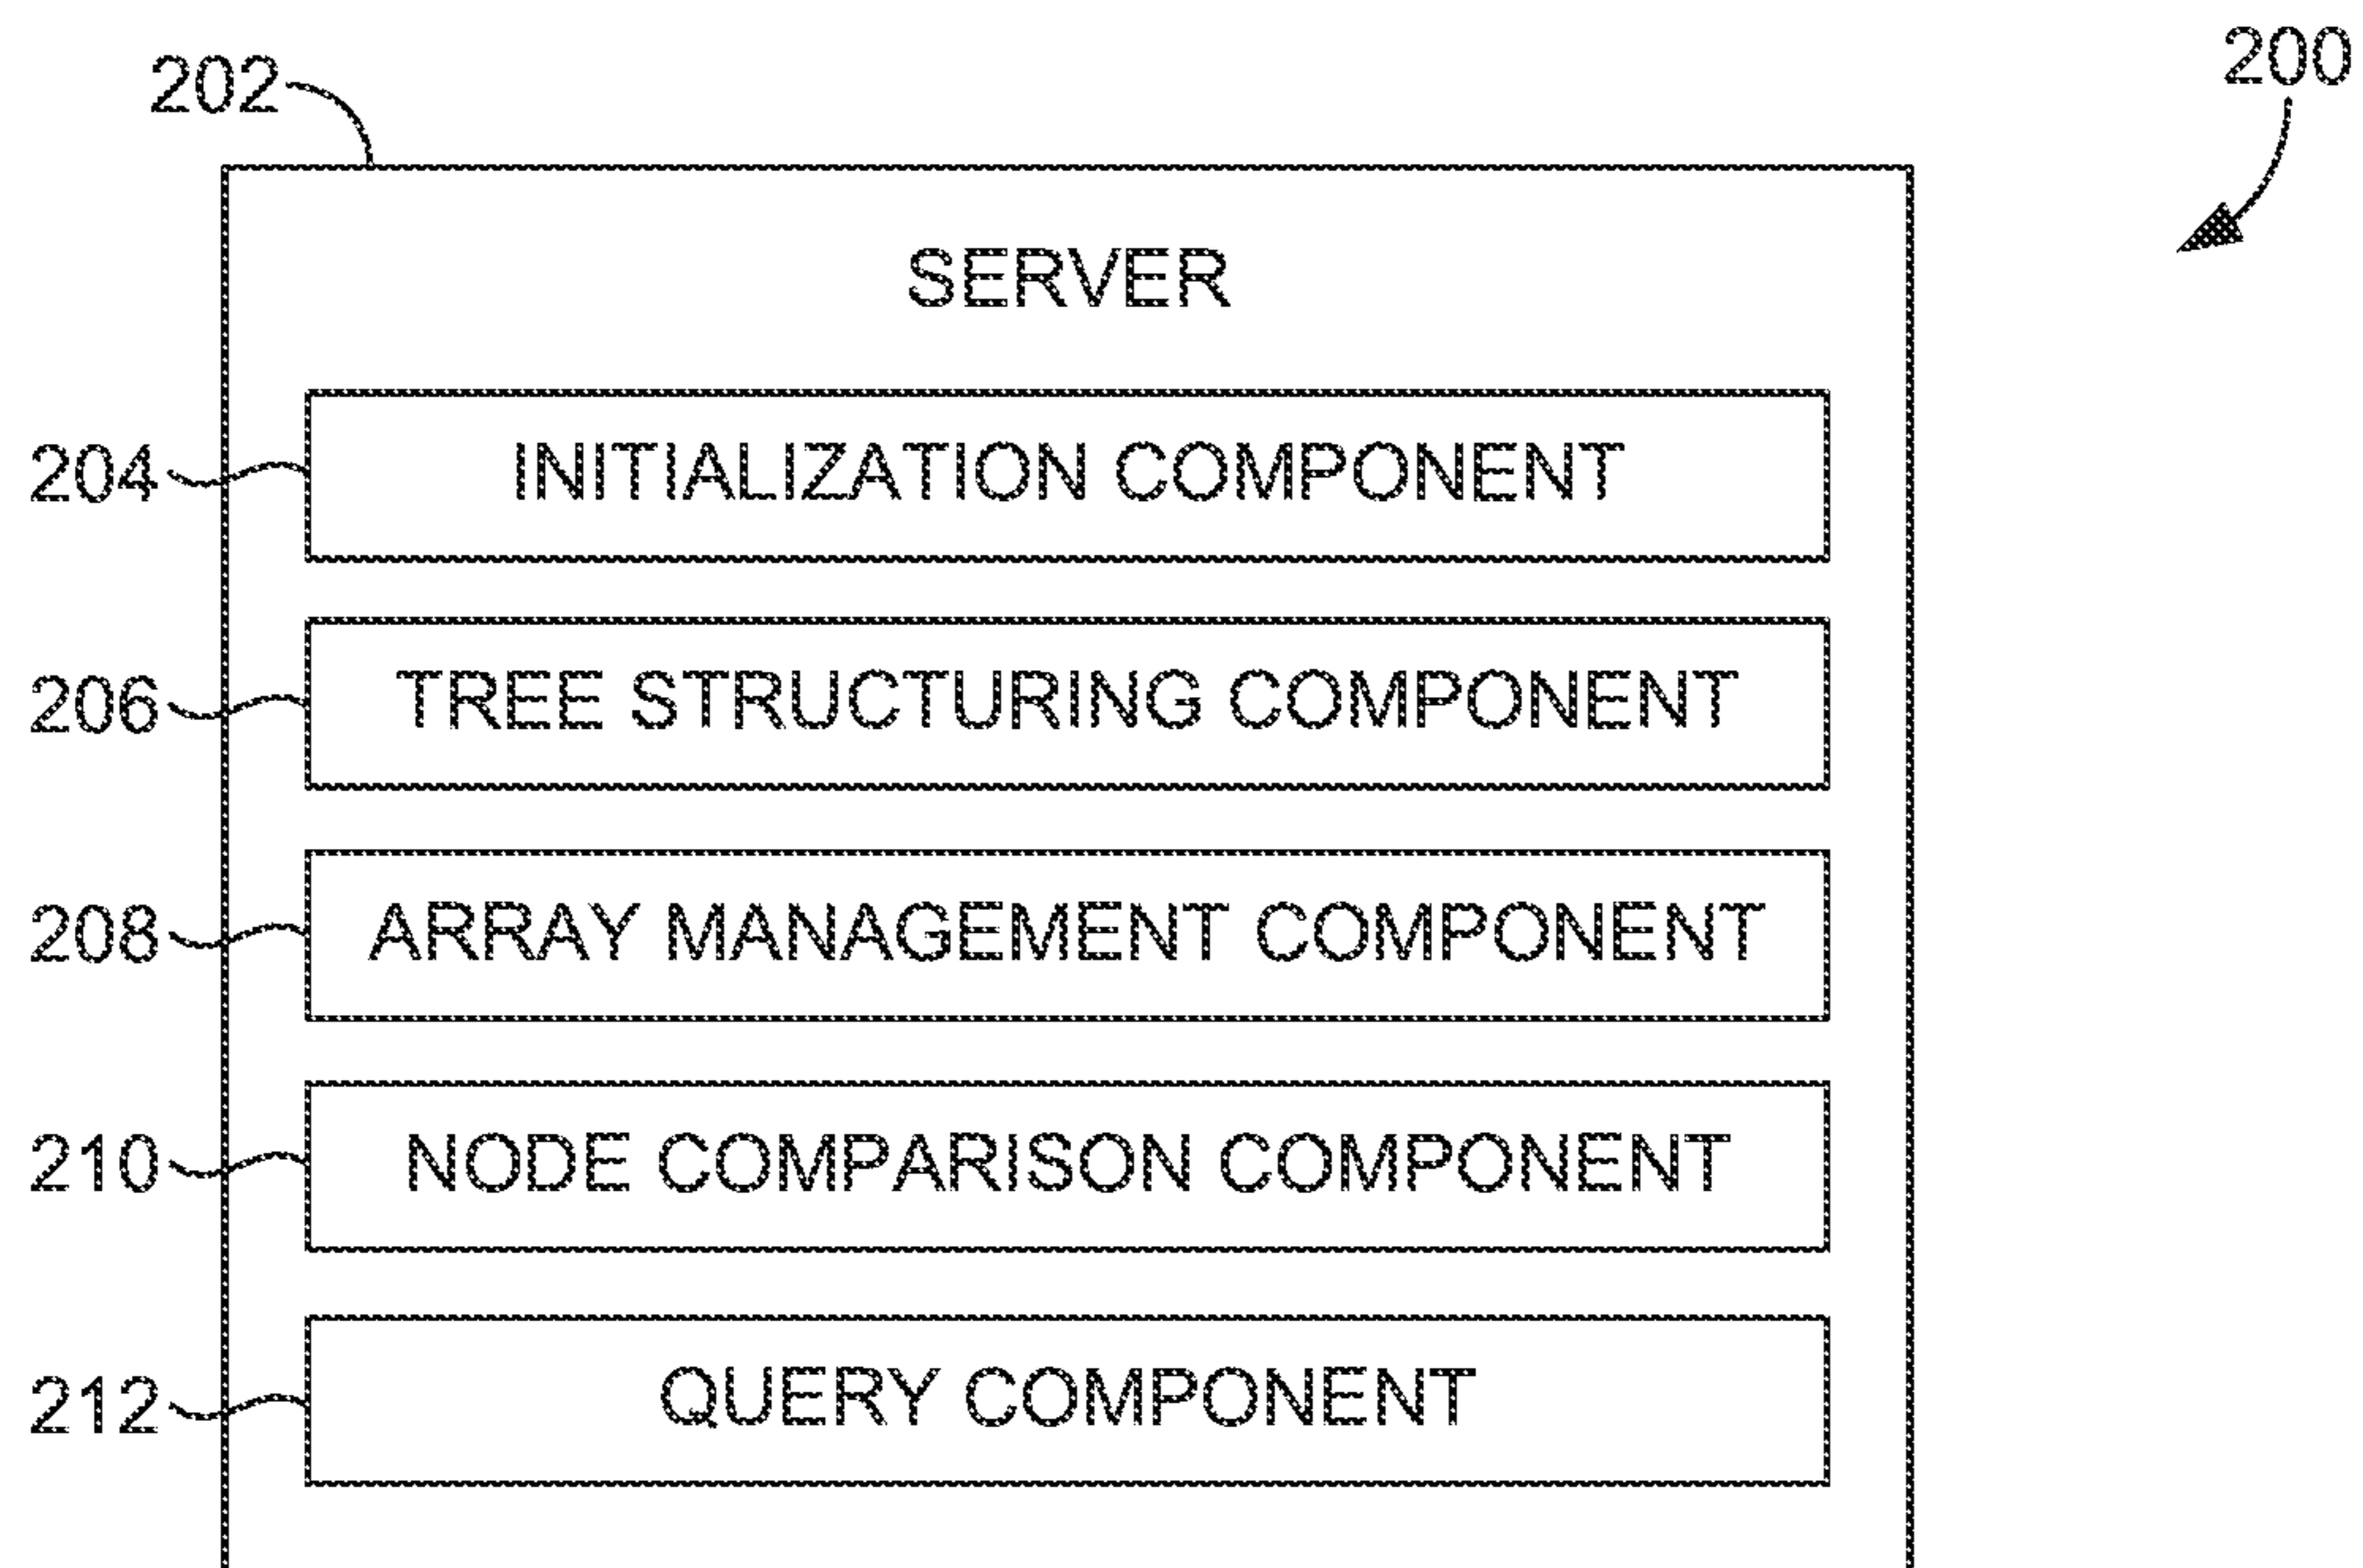 200
202
SERVER
204 INITIALIZATION COMPONENT
206 TREE STRUCTURING COMPONENT
208 ARRAY MANAGEMENT COMPONENT
210 NODE COMPARISON COMPONENT
212 QUERY COMPONENT